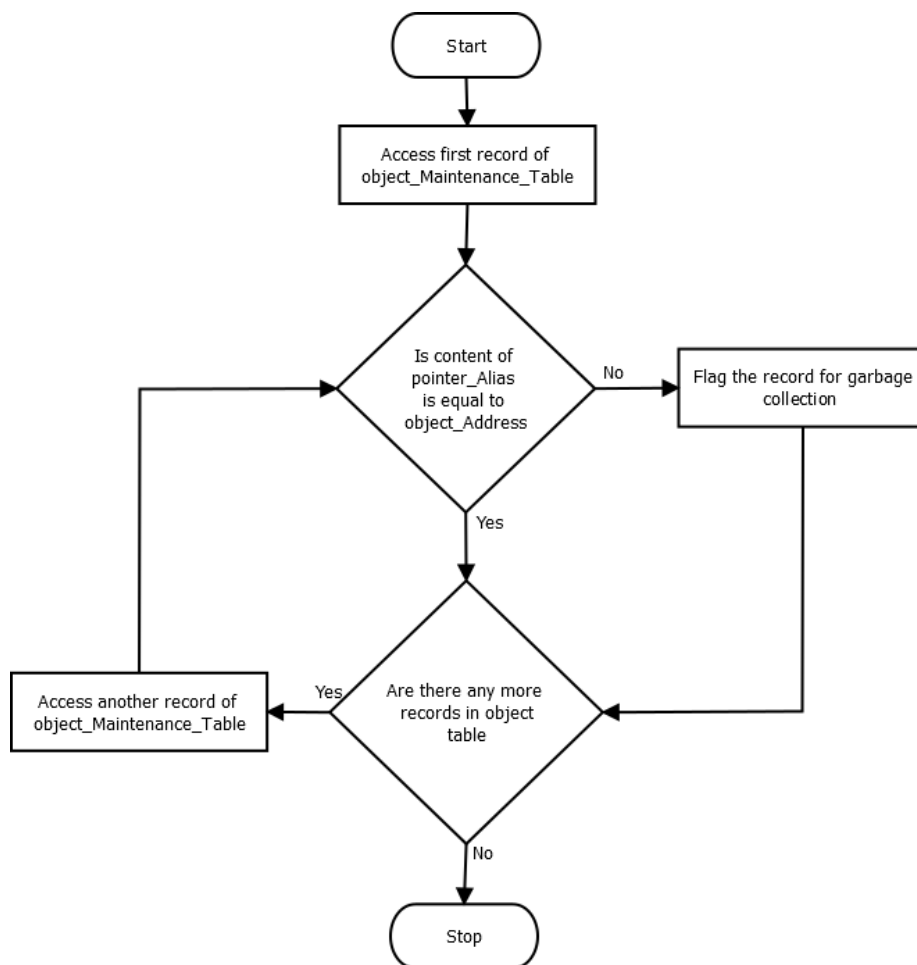 Start
Access first record of
object_Maintenance_Table
Is content of
pointer_Alias
is equal to
object_Address
No
Flag the record for garbage
collection
Yes
Are there any more
records in object
table
Yes
Access another record of
object_Maintenance_Table
No
Stop